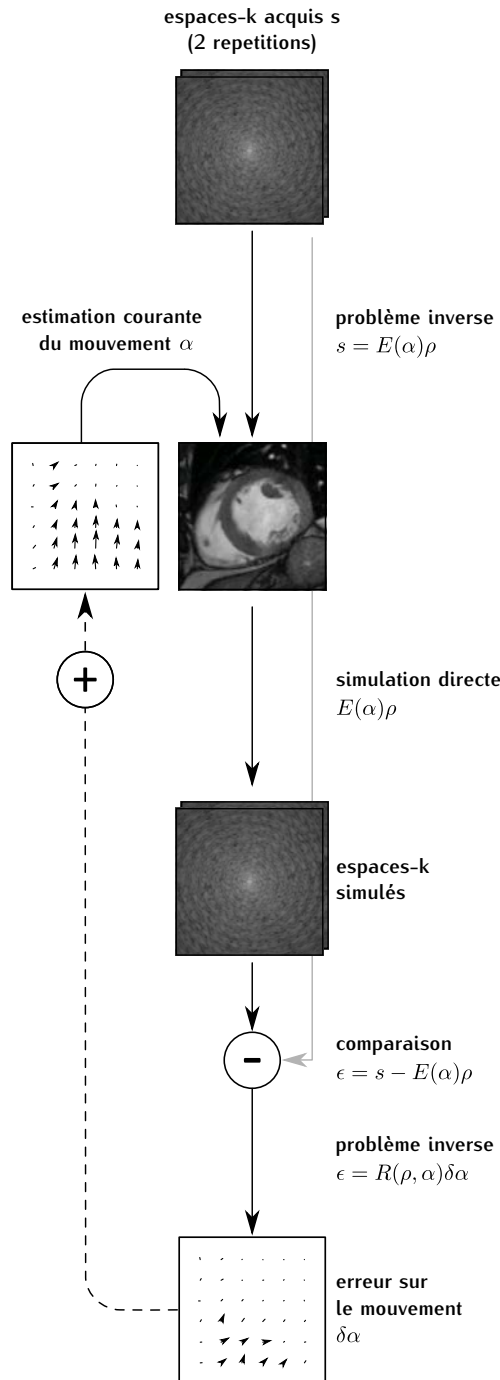 espaces-k acquis s
(2 repetitions)
problème inverse
s = E(α)ρ
estimation courante
du mouvement α
+
simulation directe
E(α)ρ
espaces-k
simulés
-
comparaison
ϵ = s − E(α)ρ
problème inverse
ϵ = R(ρ, α)δα
erreur sur
le mouvement
δα